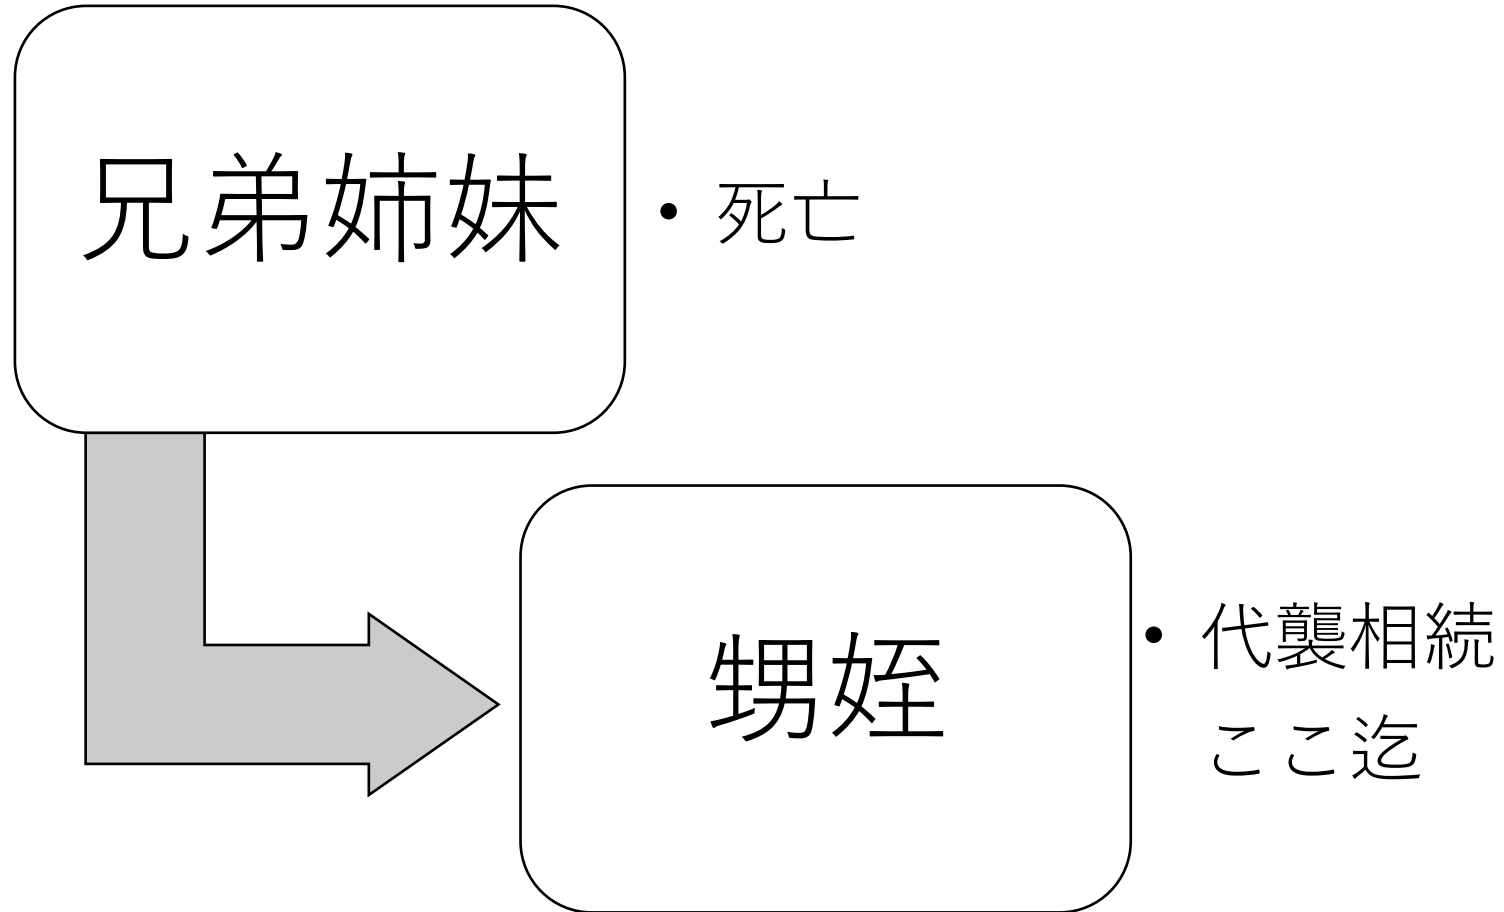 兄弟姉妹
• 死亡
甥姪
• 代襲相続
ここ迄